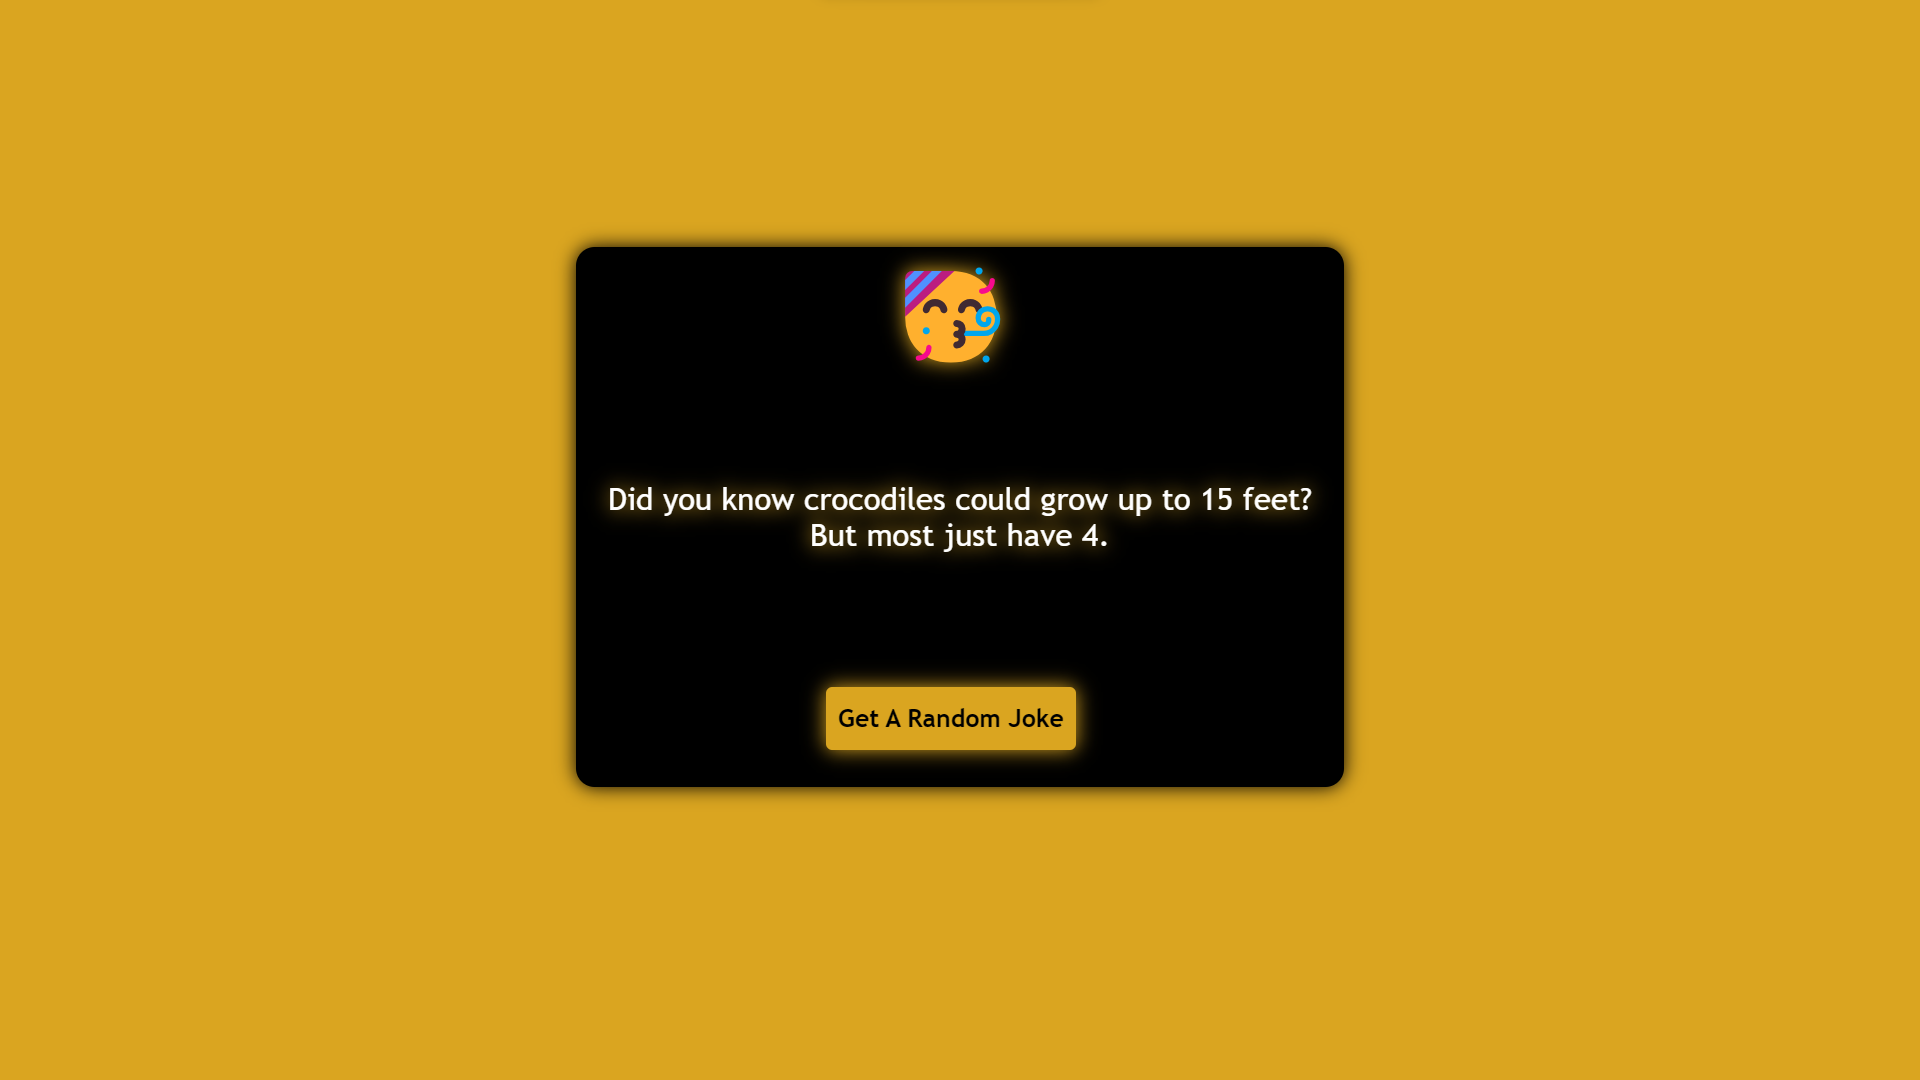 Did you know crocodiles could grow up to 15 feet?
But most just have 4.
Get A Random Joke